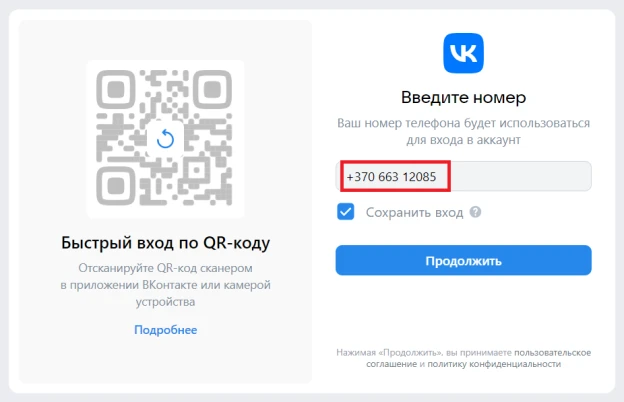 Быстрый вход по QR-коду
Отсканируйте QR-код сканером
в приложении ВКонтакте или камерой
устройства
Подробнее
VK
Введите номер
Ваш номер телефона будет использоваться
для входа в аккаунт
+370 663 12085
Сохранить вход ?
Продолжить
Нажимая «Продолжить», вы принимаете пользовательское
соглашение и политику конфиденциальности